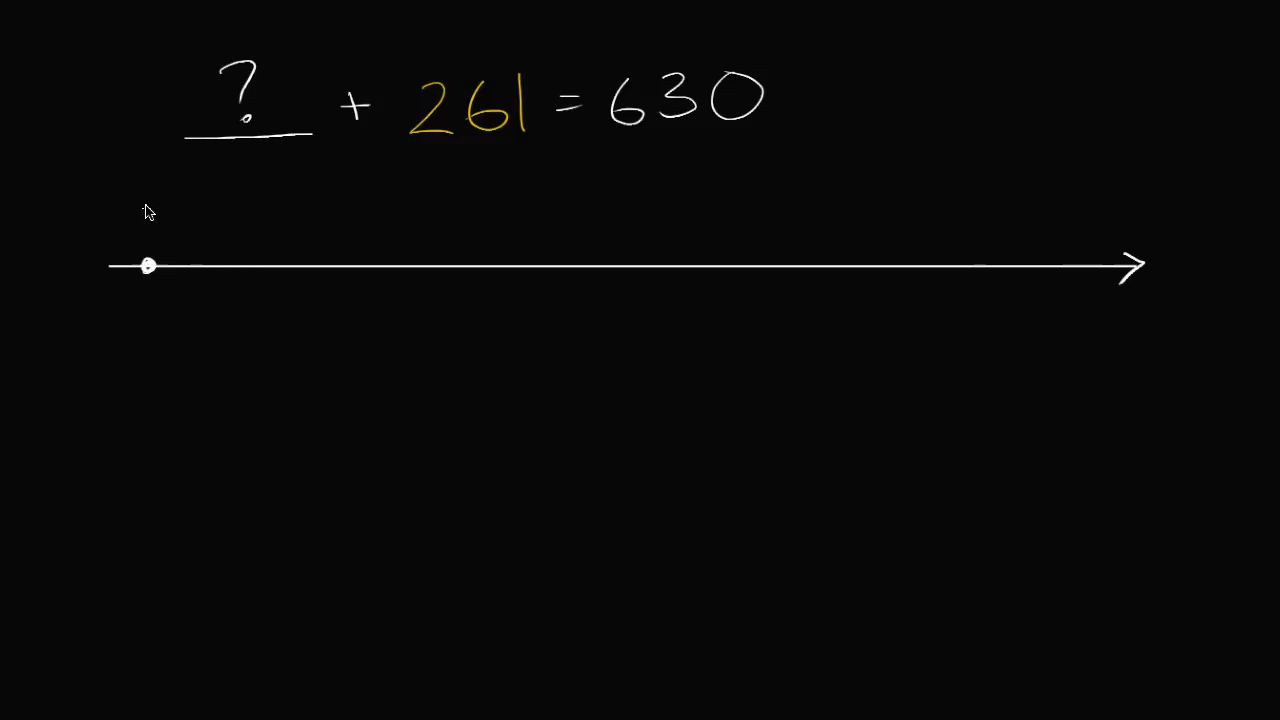 ? + 261 = 630